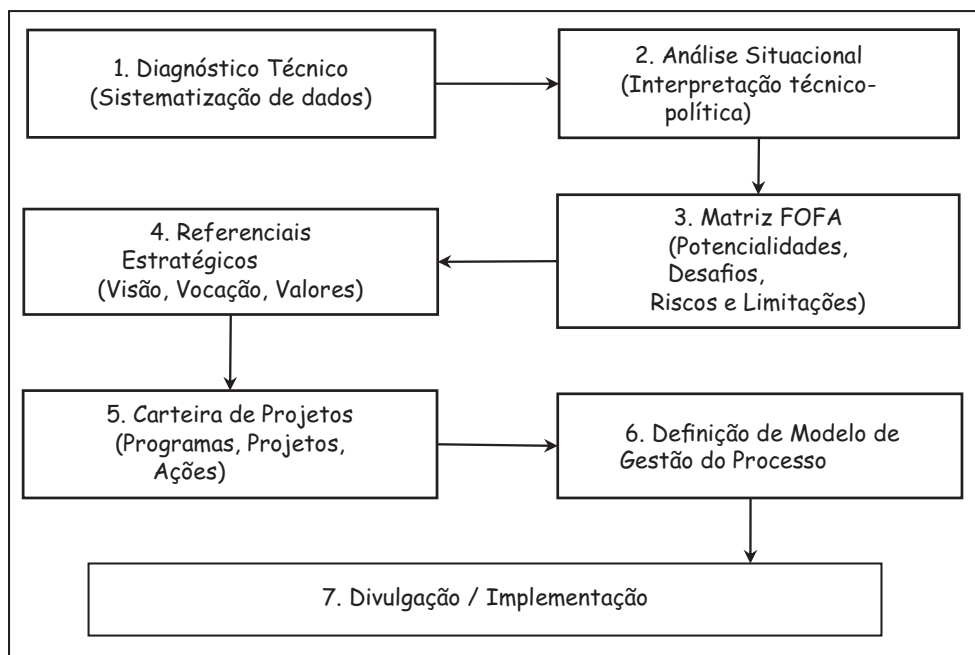 1. Diagnóstico Técnico
(Sistematização de dados)
2. Análise Situacional
(Interpretação técnico-
política)
3. Matriz FOFA
(Potencialidades,
Desafios,
Riscos e Limitações)
4. Referenciais
Estratégicos
(Visão, Vocação, Valores)
5. Carteira de Projetos
(Programas, Projetos,
Ações)
6. Definição de Modelo de
Gestão do Processo
7. Divulgação / Implementação